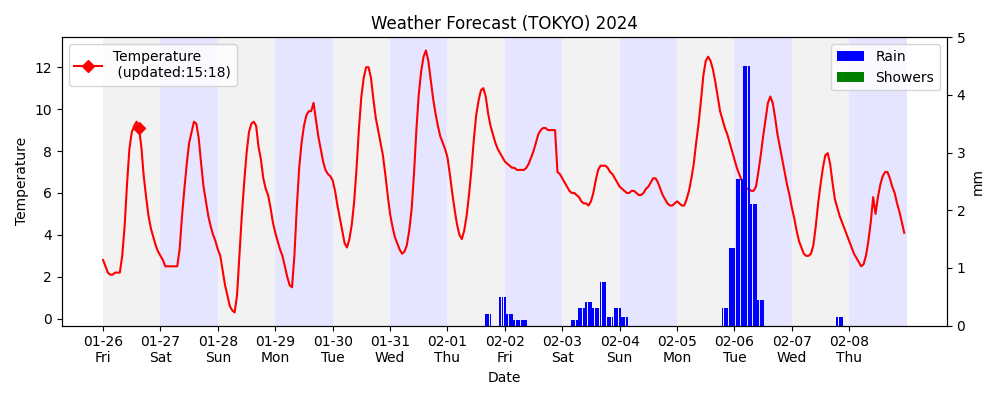 Weather Forecast (TOKYO) 2024
Temperature
(updated:15:18)
Rain
Showers
Temperature
12
10
8
6
4
2
0
5
4
3
2
1
0
mm
01-26 01-27 01-28 01-29 01-30 01-31 02-01 02-02 02-03 02-04 02-05 02-06 02-07 02-08
Fri Sat Sun Mon Tue Wed Thu Fri Sat Sun Mon Tue Wed Thu
Date